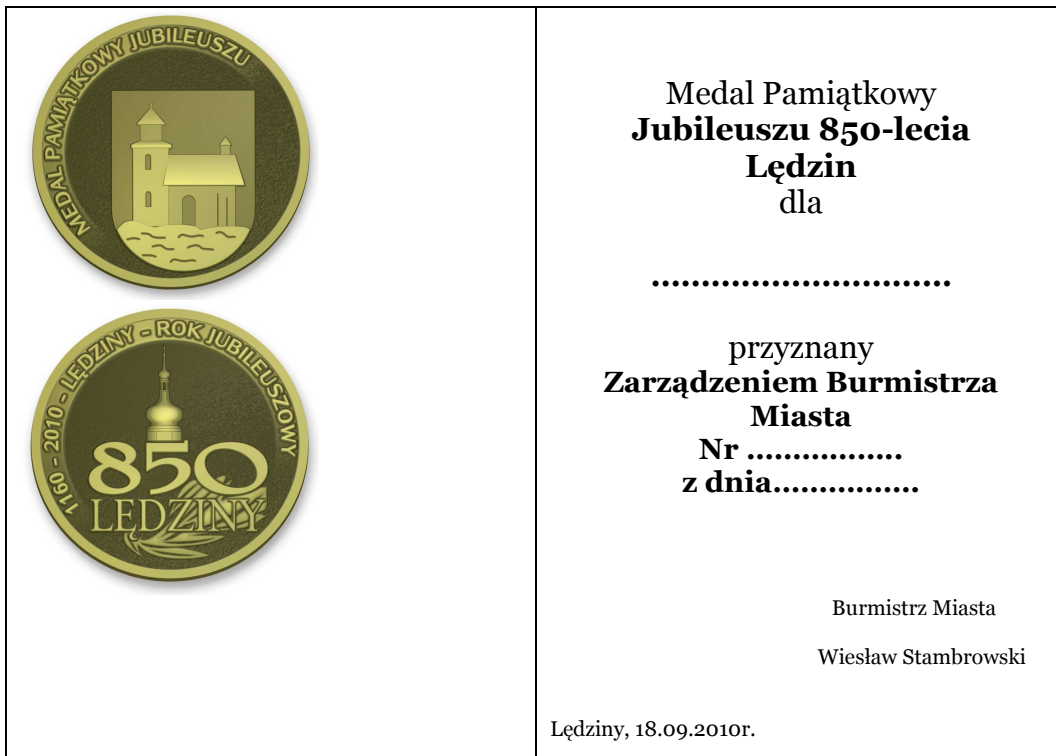 MEDAL PAMIĄTKOWY JUBILEUSZU
1160 - 2010 - LĘDZINY - ROK JUBILEUSZOWY
850
LĘDZINY
Medal Pamiątkowy
Jubileuszu 850-lecia
Lędzin
dla
..............................
przyznany
Zarządzeniem Burmistrza
Miasta
Nr .................
z dnia................
Burmistrz Miasta
Wiesław Stambrowski
Lędziny, 18.09.2010r.